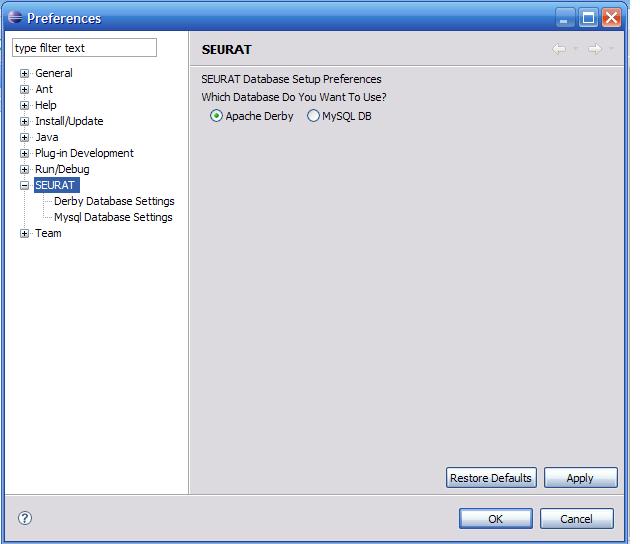 Preferences
type filter text
General
Ant
Help
Install/Update
Java
Plug-in Development
Run/Debug
SEURAT
Derby Database Settings
Mysql Database Settings
Team
SEURAT
SEURAT Database Setup Preferences
Which Database Do You Want To Use?
Apache Derby MySQL DB
Restore Defaults Apply
? OK Cancel